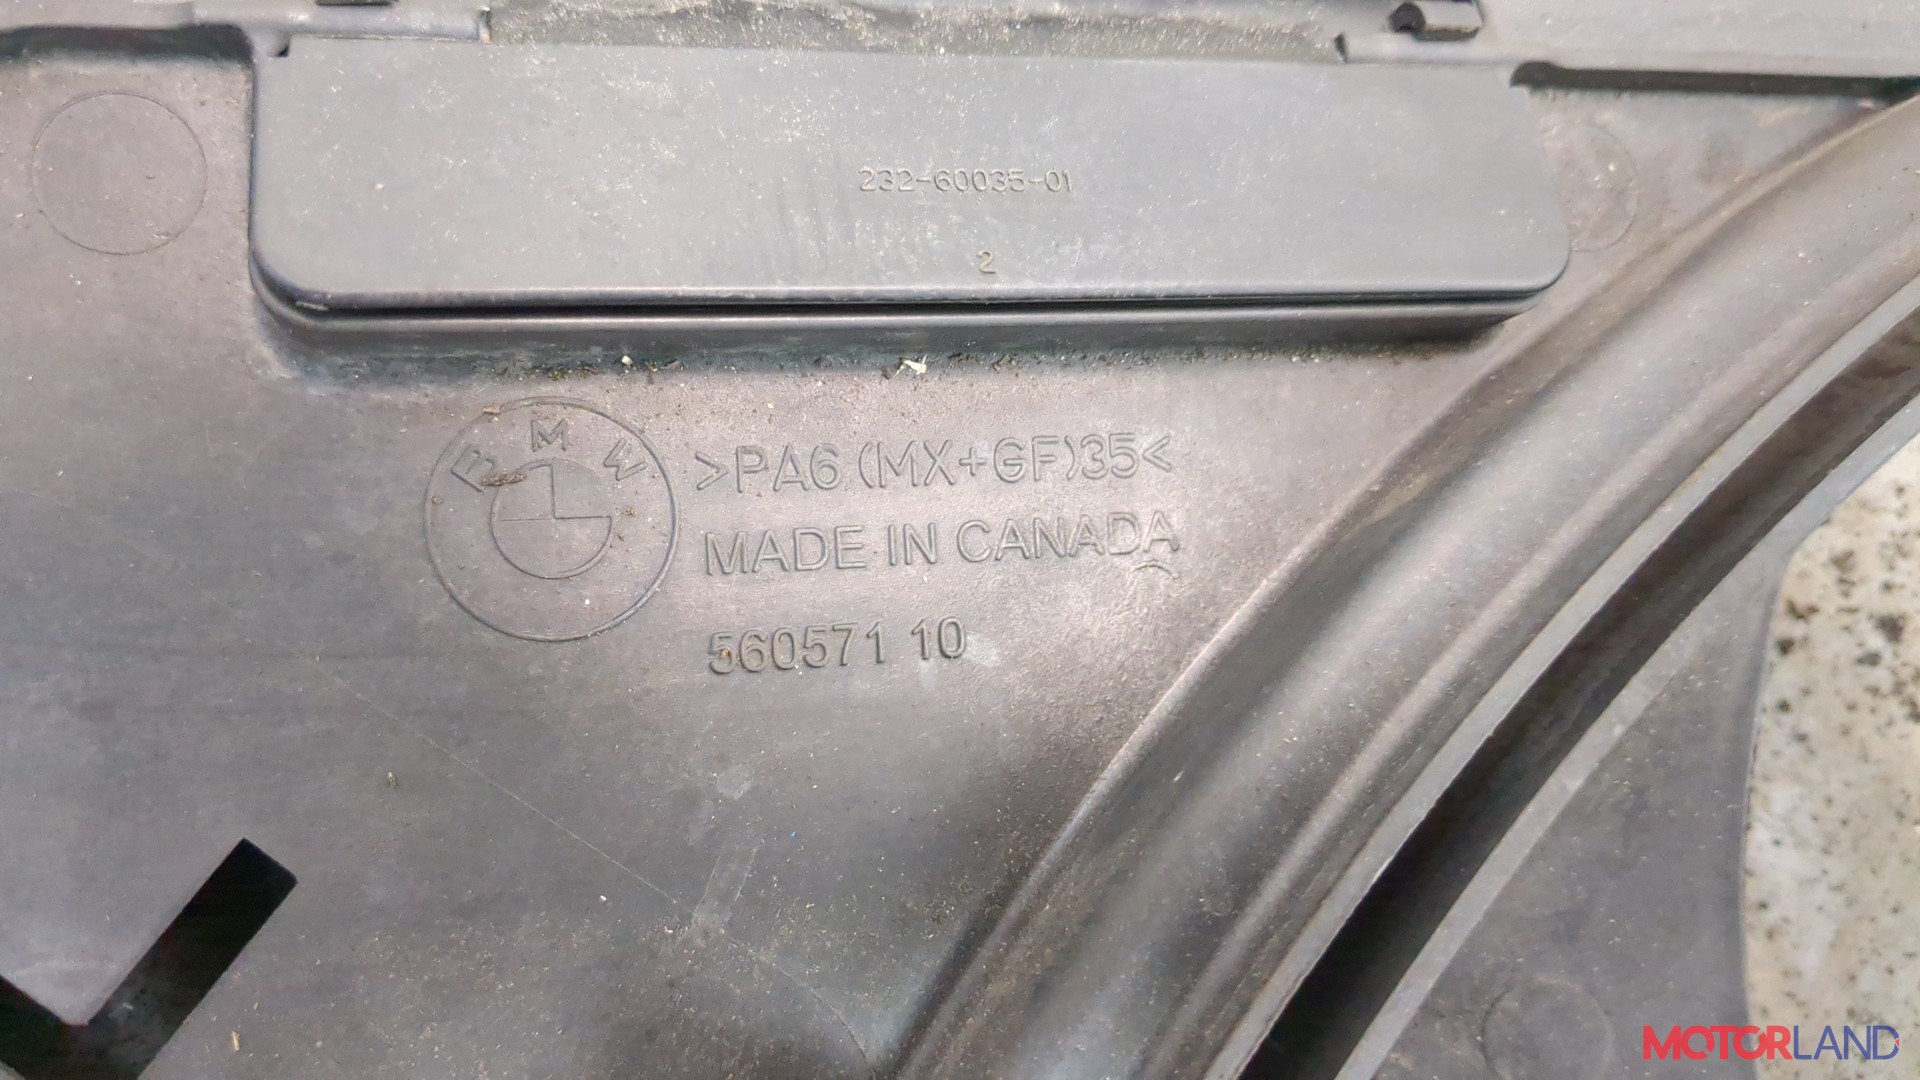 232-60035-01
2
BMW
>PA6 (MX+GF)35<
MADE IN CANADA
560571 10
MOTORLAND